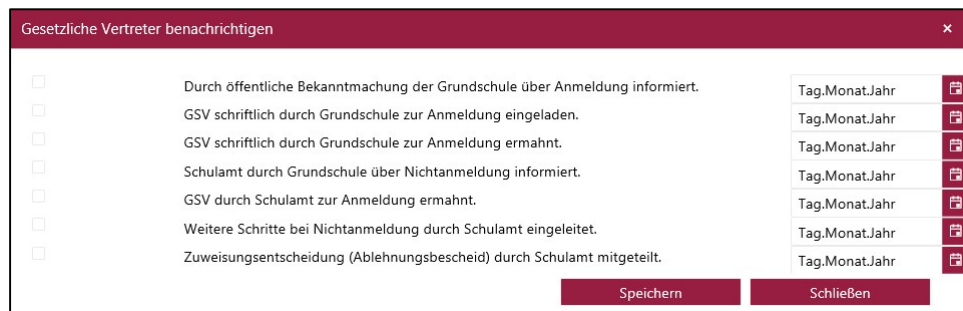 Gesetzliche Vertreter benachrichtigen ×
Durch öffentliche Bekanntmachung der Grundschule über Anmeldung informiert. Tag.Monat.Jahr
GSV schriftlich durch Grundschule zur Anmeldung eingeladen. Tag.Monat.Jahr
GSV schriftlich durch Grundschule zur Anmeldung ermahnt. Tag.Monat.Jahr
Schulamt durch Grundschule über Nichtanmeldung informiert. Tag.Monat.Jahr
GSV durch Schulamt zur Anmeldung ermahnt. Tag.Monat.Jahr
Weitere Schritte bei Nichtanmeldung durch Schulamt eingeleitet. Tag.Monat.Jahr
Zuweisungsentscheidung (Ablehnungsbescheid) durch Schulamt mitgeteilt. Tag.Monat.Jahr
Speichern Schließen